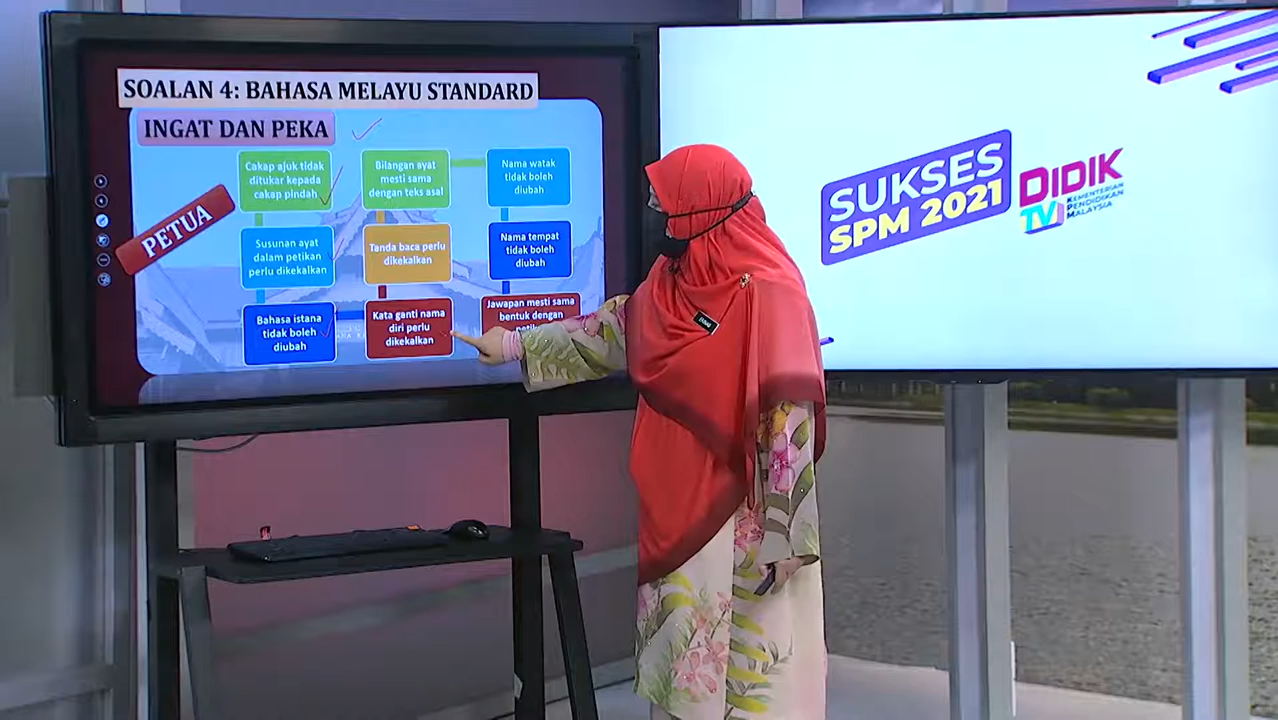 SOALAN 4: BAHASA MELAYU STANDARD
INGAT DAN PEKA
PETUA
Cakap ajuk tidak
ditukar kepada
cakap pindah
Bilangan ayat
mesti sama
dengan teks asal
Nama watak
tidak boleh
diubah
Susunan ayat
dalam petikan
perlu dikekalkan
Tanda baca perlu
dikekalkan
Nama tempat
tidak boleh
diubah
Bahasa istana
tidak boleh
diubah
Kata ganti nama
diri perlu
dikekalkan
Jawapan mesti sama
bentuk dengan
SUKSES
SPM 2021
DIDIK
TV
KEMENTERIAN
PENDIDIKAN
MALAYSIA